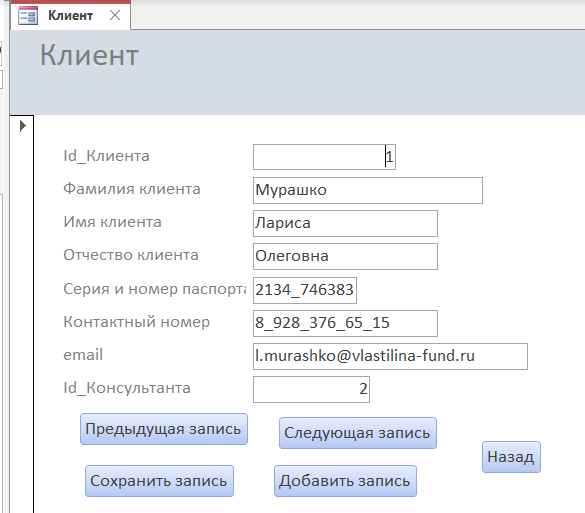 Клиент
Клиент
Id_Клиента 1
Фамилия клиента Мурашко
Имя клиента Лариса
Отчество клиента Олеговна
Серия и номер паспорта 2134_746383
Контактный номер 8_928_376_65_15
email l.murashko@vlastilina-fund.ru
Id_Консультанта 2
Предыдущая запись Следующая запись
Назад
Сохранить запись Добавить запись